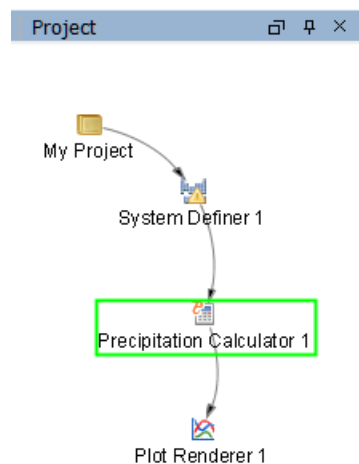 Project
My Project
System Definer 1
Precipitation Calculator 1
Plot Renderer 1